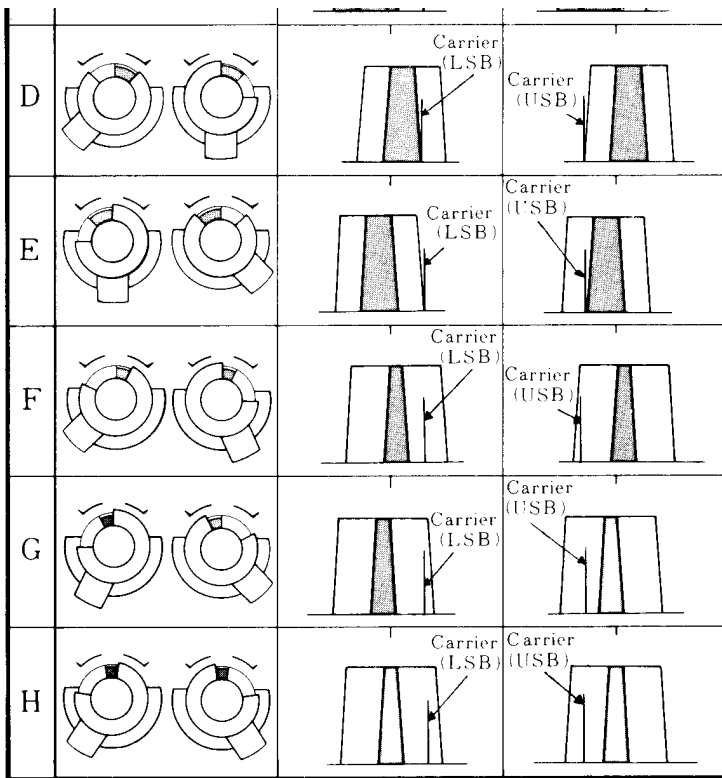 D
Carrier
(LSB)
Carrier
(USB)
E
Carrier
(LSB)
Carrier
(USB)
F
Carrier
(LSB)
Carrier
(USB)
G
Carrier
(LSB)
Carrier
(USB)
H
Carrier
(LSB)
Carrier
(USB)